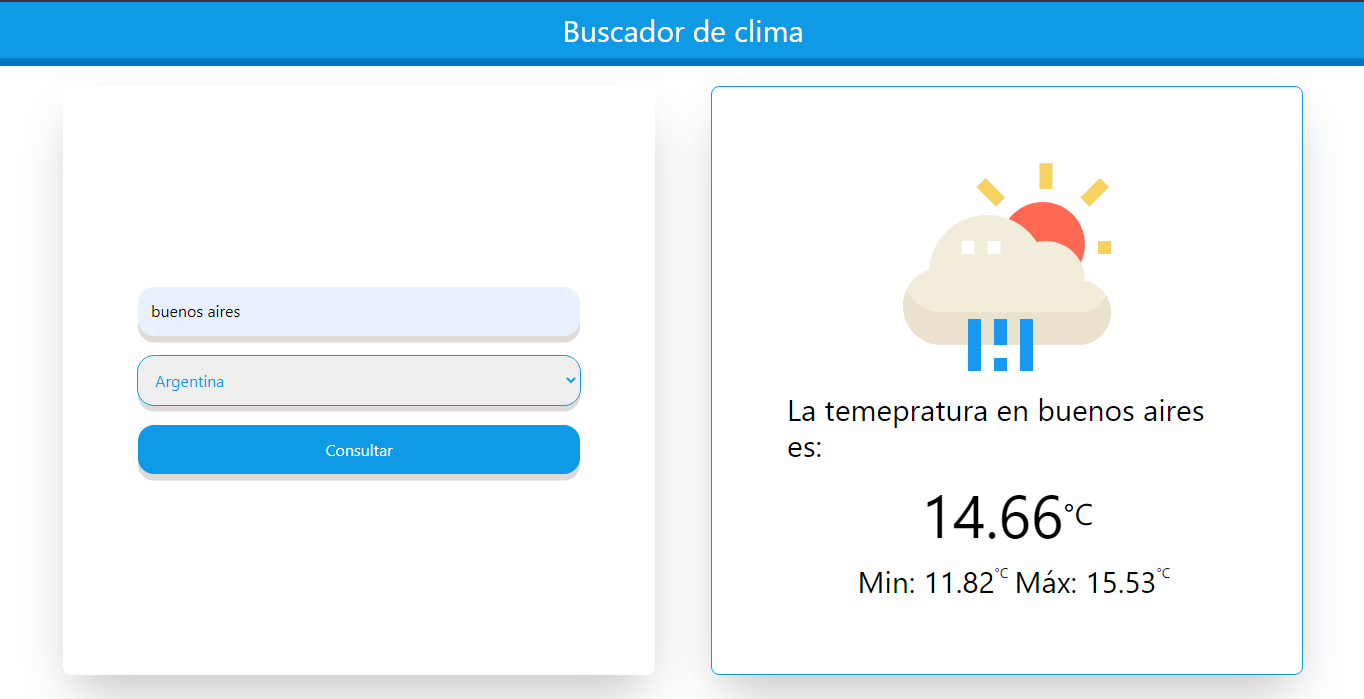 Buscador de clima
buenos aires
Argentina
Consultar
La temepratura en buenos aires
es:
14.66°C
Min: 11.82°C Máx: 15.53°C